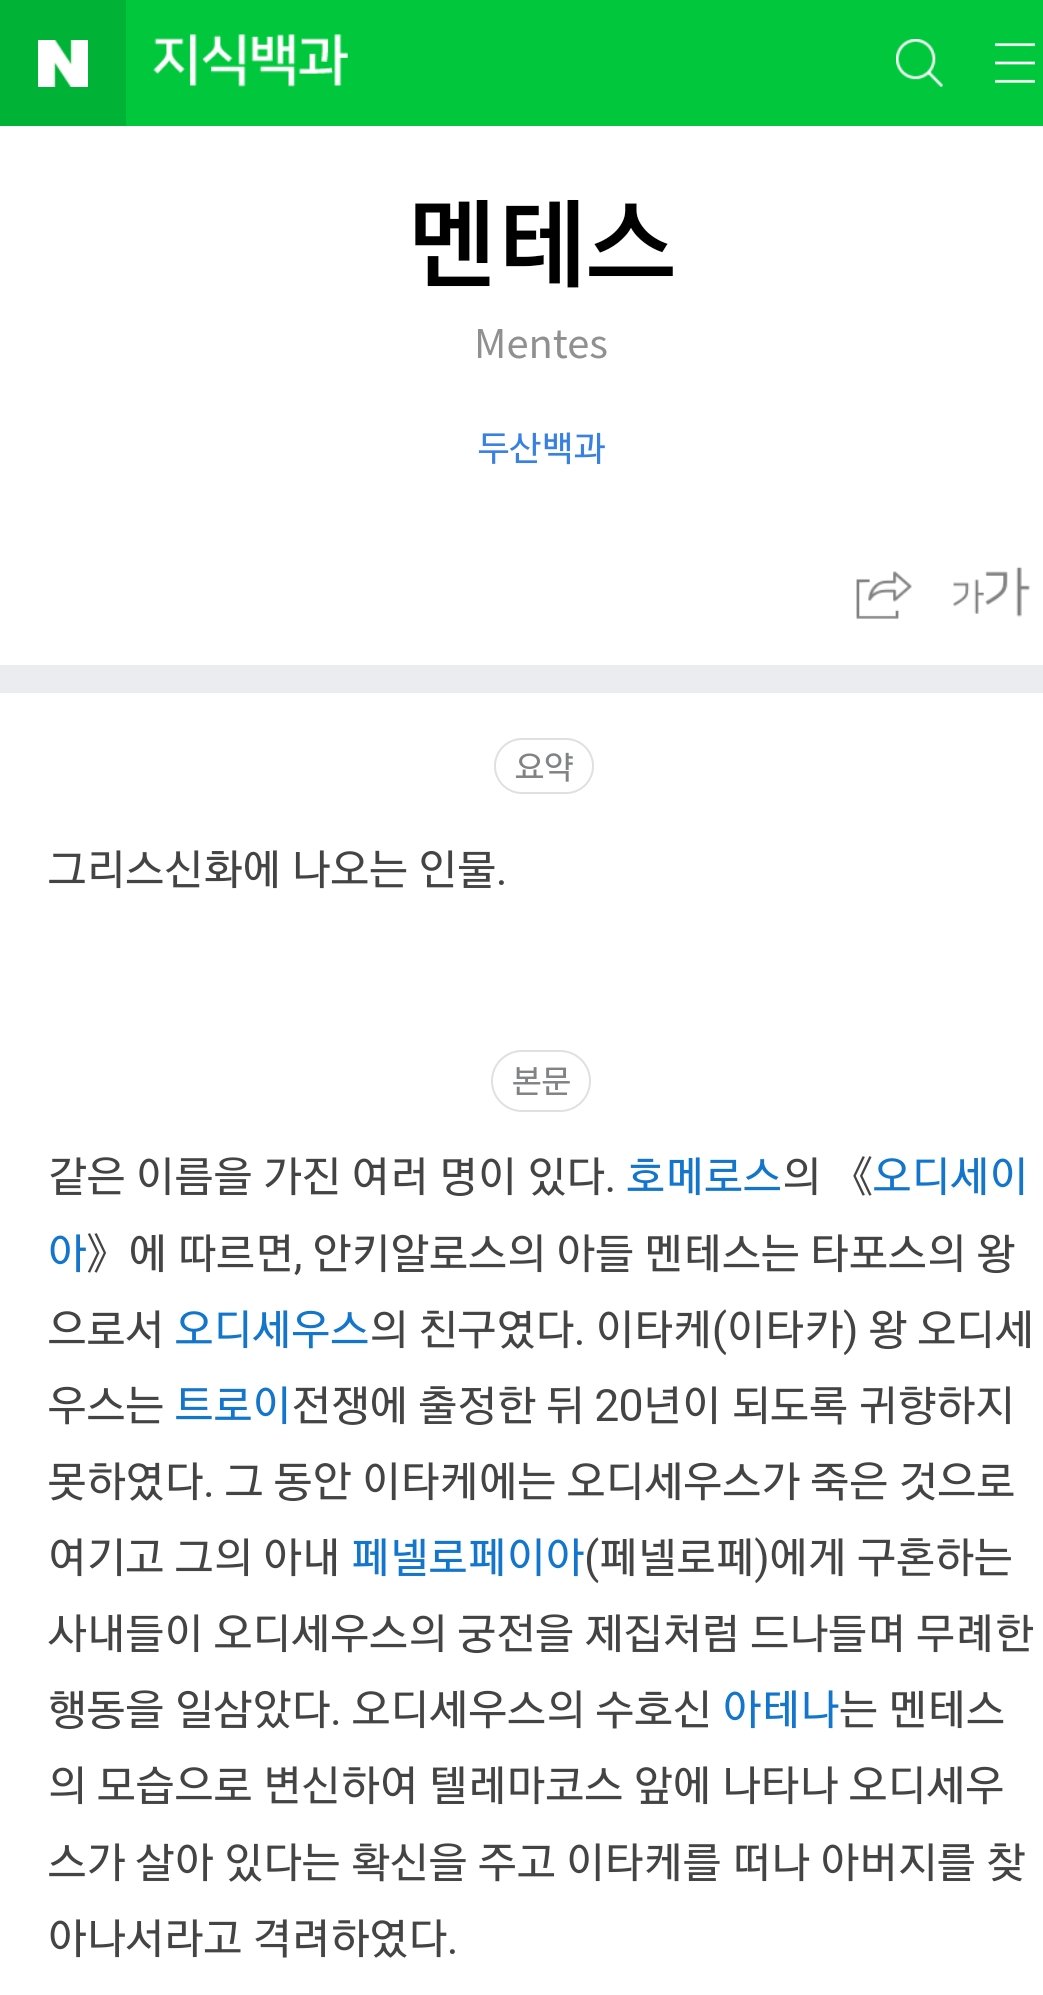 N 지식백과
멘테스
Mentes
두산백과
가가
요약
그리스신화에 나오는 인물.
본문
같은 이름을 가진 여러 명이 있다. 호메로스의 《오디세이
아》에 따르면, 안키알로스의 아들 멘테스는 타포스의 왕
으로서 오디세우스의 친구였다. 이타케(이타카) 왕 오디세
우스는 트로이전쟁에 출정한 뒤 20년이 되도록 귀향하지
못하였다. 그 동안 이타케에는 오디세우스가 죽은 것으로
여기고 그의 아내 페넬로페이아(페넬로페)에게 구혼하는
사내들이 오디세우스의 궁전을 제집처럼 드나들며 무례한
행동을 일삼았다. 오디세우스의 수호신 아테나는 멘테스
의 모습으로 변신하여 텔레마코스 앞에 나타나 오디세우
스가 살아 있다는 확신을 주고 이타케를 떠나 아버지를 찾
아나서라고 격려하였다.